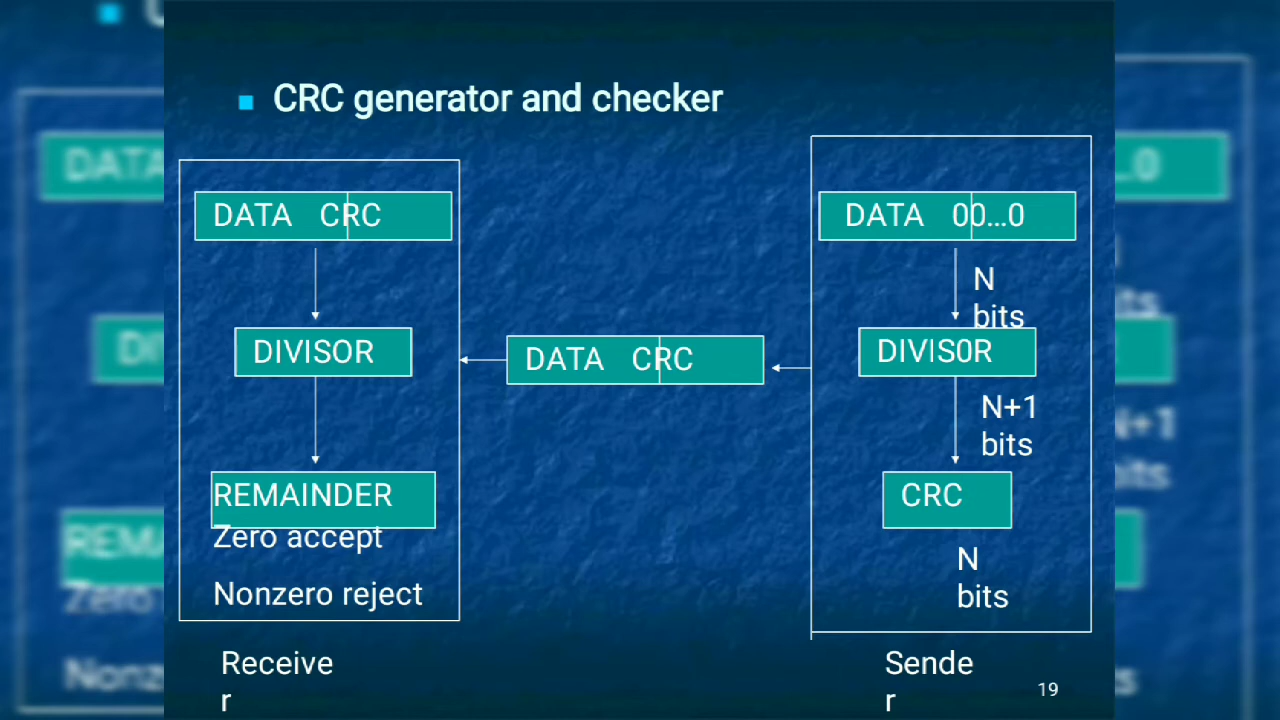 CRC generator and checker
DATA CRC
DIVISOR
REMAINDER
Zero accept
Nonzero reject
Receive
r
DATA CRC
DATA 00...0
N
bits
DIVIS0R
N+1
bits
CRC
N
bits
Sende
r
19